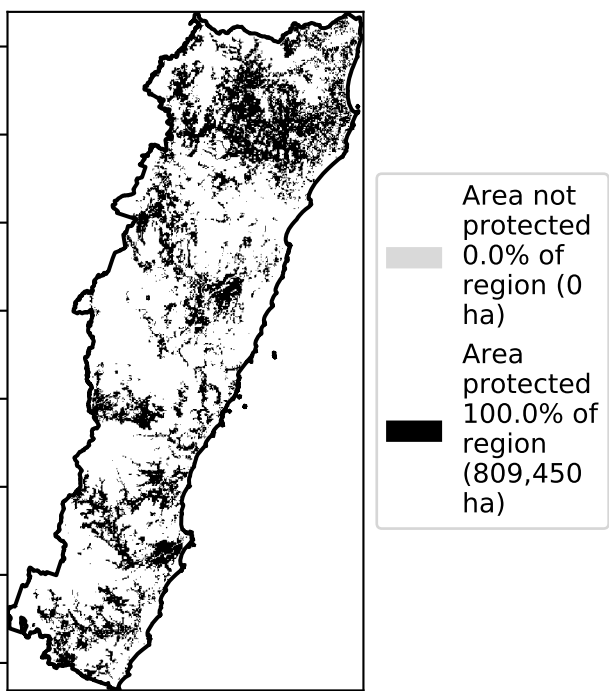 Area not
protected
0.0% of
region (0
ha)
Area
protected
100.0% of
region
(809,450
ha)